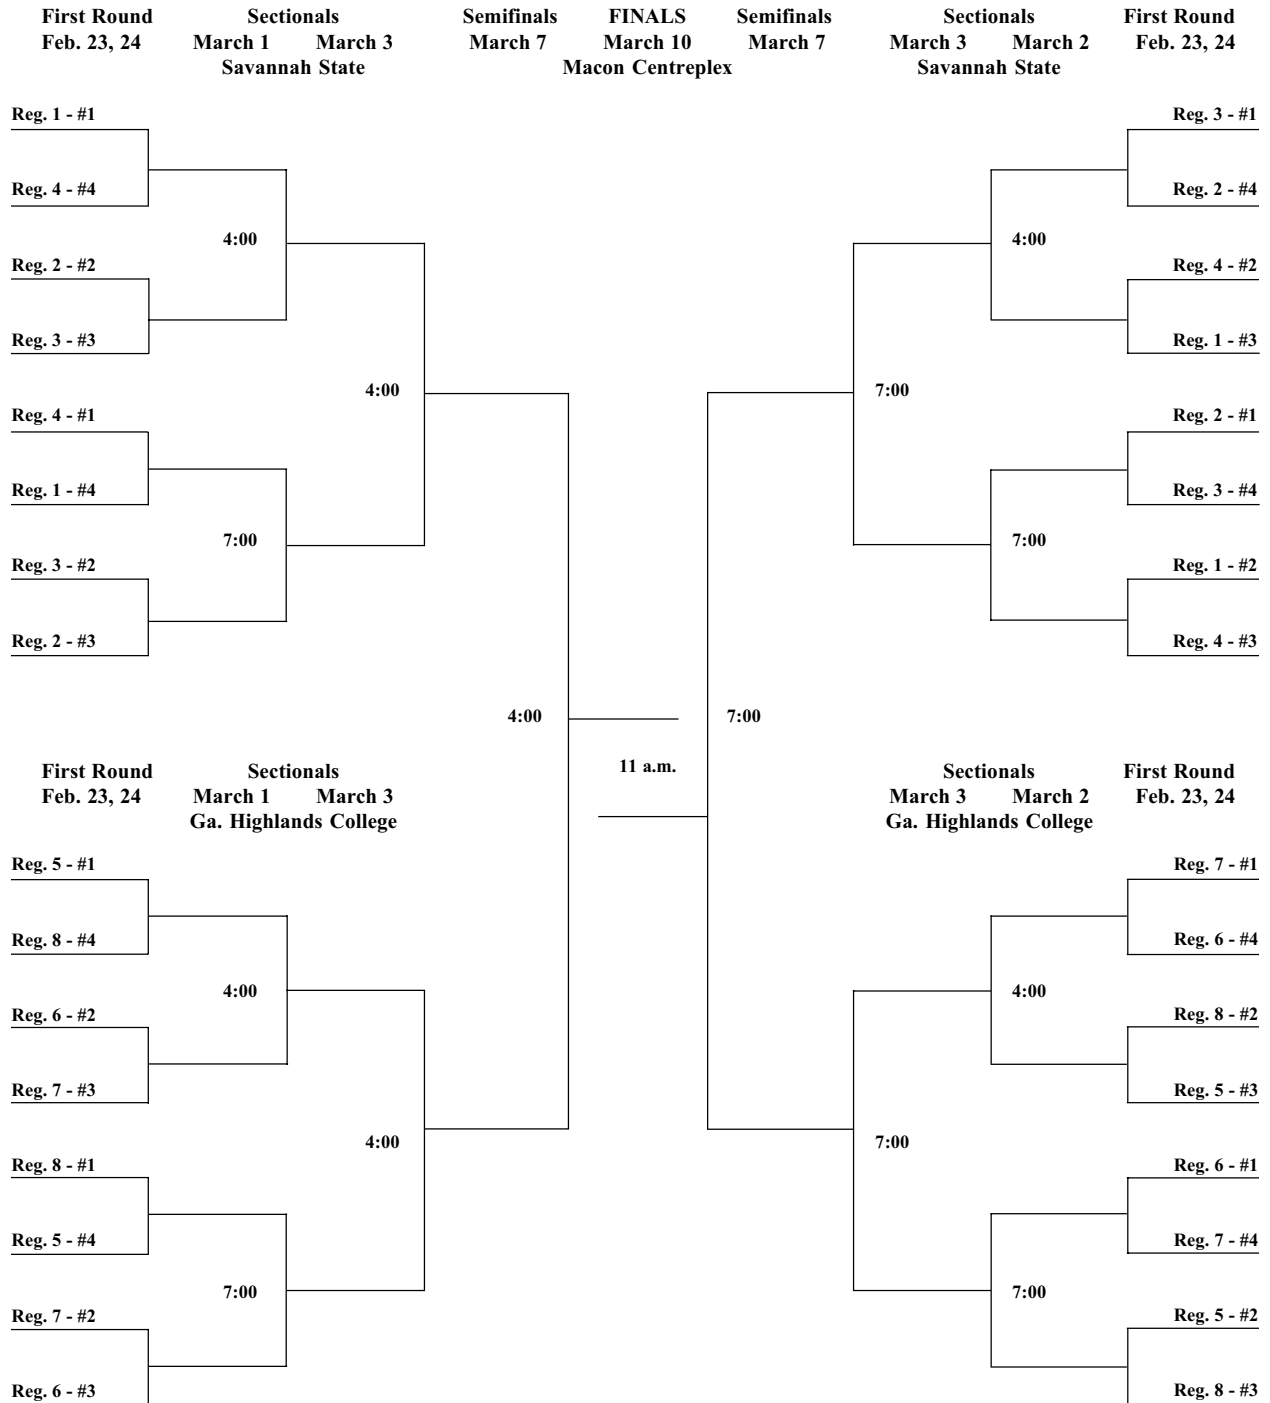 First Round Sectionals Semifinals FINALS Semifinals Sectionals First Round
Feb. 23, 24 March 1 March 3 March 7 March 10 March 7 March 3 March 2 Feb. 23, 24
Savannah State Macon Centreplex Savannah State
Reg. 1 - #1 Reg. 3 - #1
Reg. 4 - #4 Reg. 2 - #4
4:00 4:00
Reg. 2 - #2 Reg. 4 - #2
Reg. 3 - #3 Reg. 1 - #3
4:00 7:00
Reg. 4 - #1 Reg. 2 - #1
Reg. 1 - #4 Reg. 3 - #4
7:00 7:00
Reg. 3 - #2 Reg. 1 - #2
Reg. 2 - #3 Reg. 4 - #3
4:00 7:00
11 a.m.
First Round Sectionals Sectionals First Round
Feb. 23, 24 March 1 March 3 March 3 March 2 Feb. 23, 24
Ga. Highlands College Ga. Highlands College
Reg. 5 - #1 Reg. 7 - #1
Reg. 8 - #4 Reg. 6 - #4
4:00 4:00
Reg. 6 - #2 Reg. 8 - #2
Reg. 7 - #3 Reg. 5 - #3
4:00 7:00
Reg. 8 - #1 Reg. 6 - #1
Reg. 5 - #4 Reg. 7 - #4
7:00 7:00
Reg. 7 - #2 Reg. 5 - #2
Reg. 6 - #3 Reg. 8 - #3